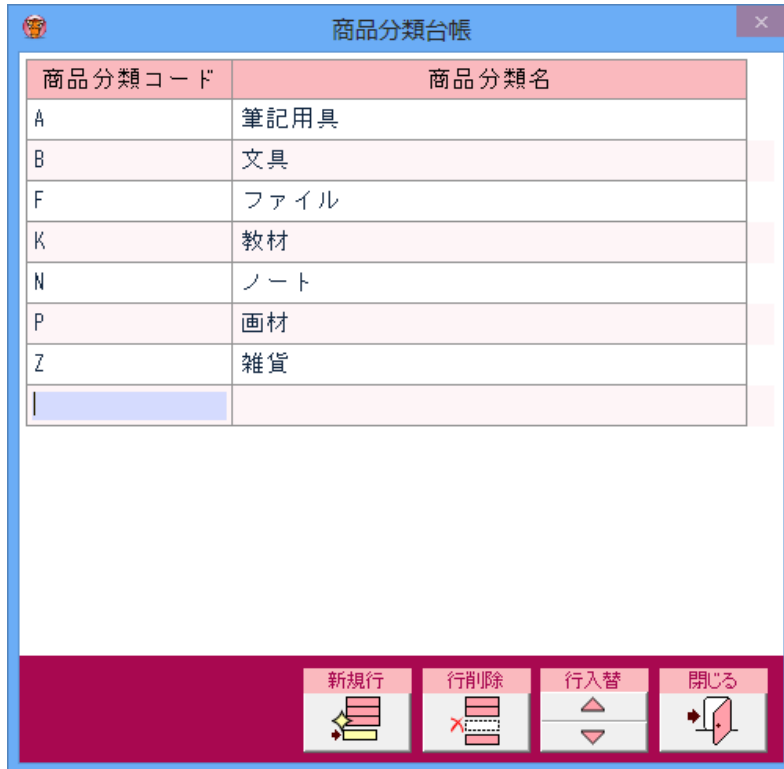 商品分類台帳
商品分類コード 商品分類名
A 筆記用具
B 文具
F ファイル
K 教材
N ノート
P 画材
Z 雑貨
新規行 行削除 行入替 閉じる